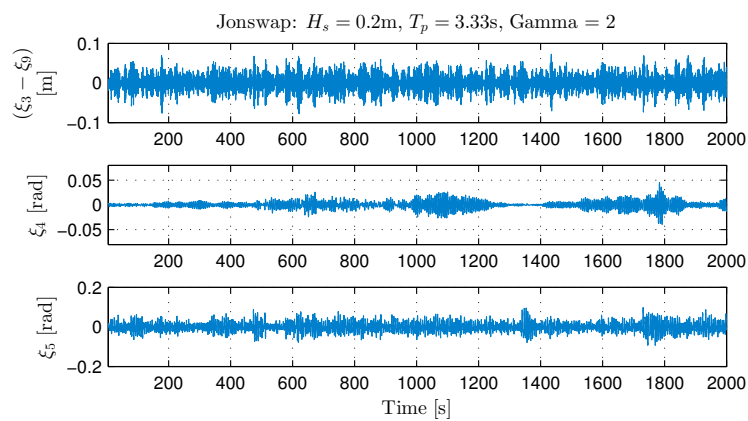 Jonswap: Hₛ = 0.2m, Tₚ = 3.33s, Gamma = 2
(ξ₃ − ξ₉)
[m]
0.1
0
−0.1
200 400 600 800 1000 1200 1400 1600 1800 2000
ξ₄ [rad]
0.05
0
−0.05
200 400 600 800 1000 1200 1400 1600 1800 2000
ξ₅ [rad]
0.2
0
−0.2
200 400 600 800 1000 1200 1400 1600 1800 2000
Time [s]